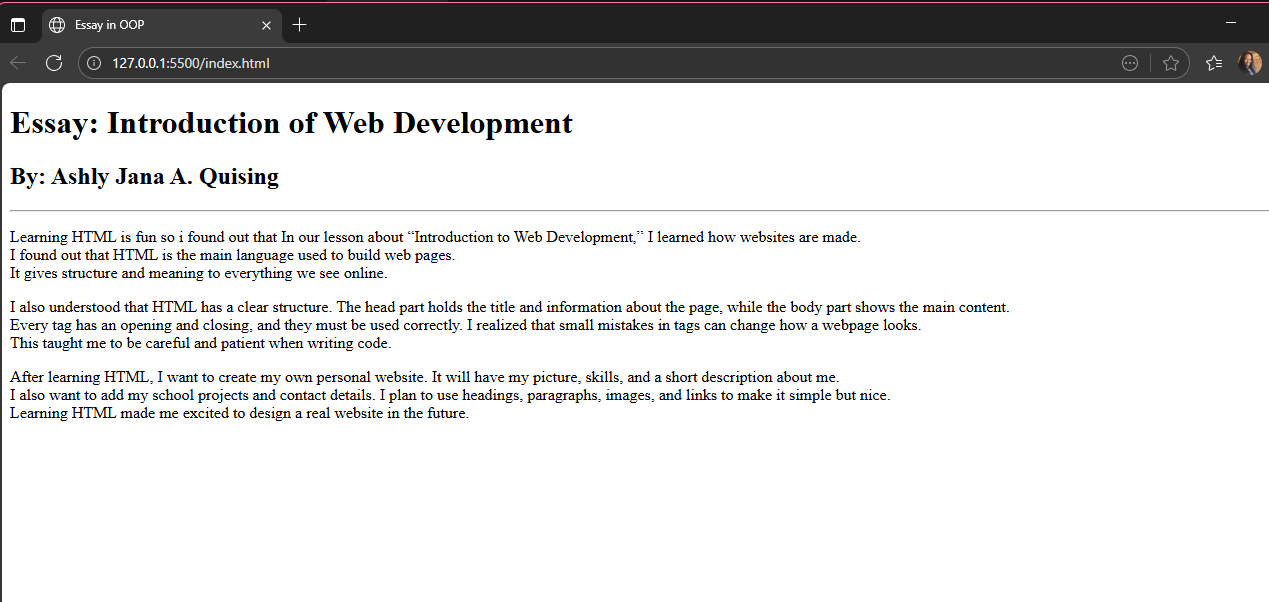 Essay in OOP
127.0.0.1:5500/index.html
Essay: Introduction of Web Development
By: Ashly Jana A. Quising
Learning HTML is fun so i found out that In our lesson about “Introduction to Web Development,” I learned how websites are made.
I found out that HTML is the main language used to build web pages.
It gives structure and meaning to everything we see online.
I also understood that HTML has a clear structure. The head part holds the title and information about the page, while the body part shows the main content.
Every tag has an opening and closing, and they must be used correctly. I realized that small mistakes in tags can change how a webpage looks.
This taught me to be careful and patient when writing code.
After learning HTML, I want to create my own personal website. It will have my picture, skills, and a short description about me.
I also want to add my school projects and contact details. I plan to use headings, paragraphs, images, and links to make it simple but nice.
Learning HTML made me excited to design a real website in the future.